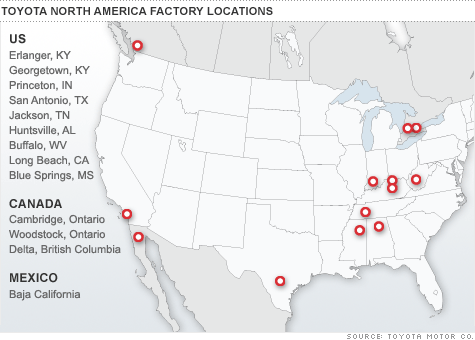 TOYOTA NORTH AMERICA FACTORY LOCATIONS
US
Erlanger, KY
Georgetown, KY
Princeton, IN
San Antonio, TX
Jackson, TN
Huntsville, AL
Buffalo, WV
Long Beach, CA
Blue Springs, MS
CANADA
Cambridge, Ontario
Woodstock, Ontario
Delta, British Columbia
MEXICO
Baja California
SOURCE: TOYOTA MOTOR CO.